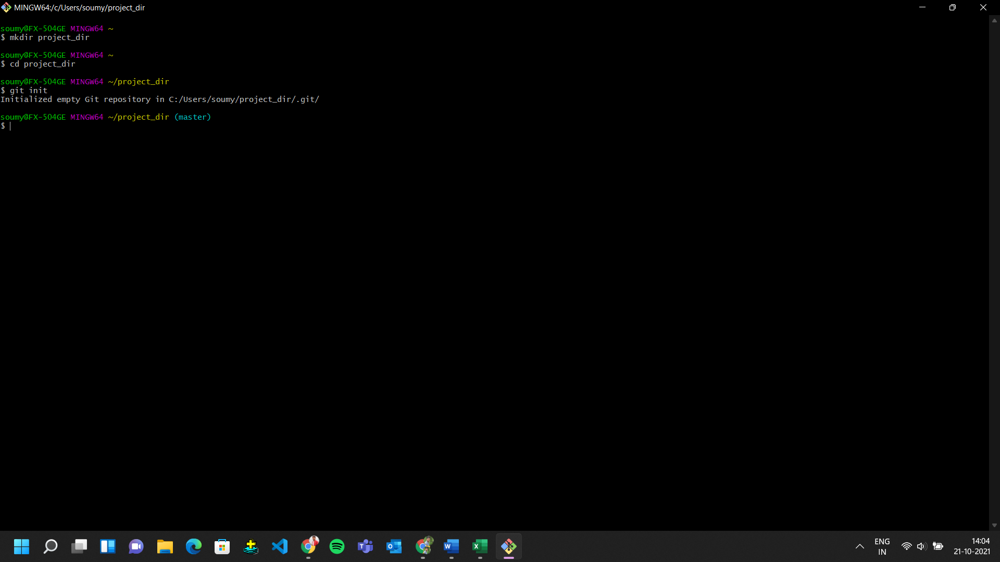 MINGW64:/c/Users/soumy/project_dir
soumy@FX-504GE MINGW64 ~
$ mkdir project_dir
soumy@FX-504GE MINGW64 ~
$ cd project_dir
soumy@FX-504GE MINGW64 ~/project_dir
$ git init
Initialized empty Git repository in C:/Users/soumy/project_dir/.git/
soumy@FX-504GE MINGW64 ~/project_dir (master)
$
ENG
IN
14:04
21-10-2021